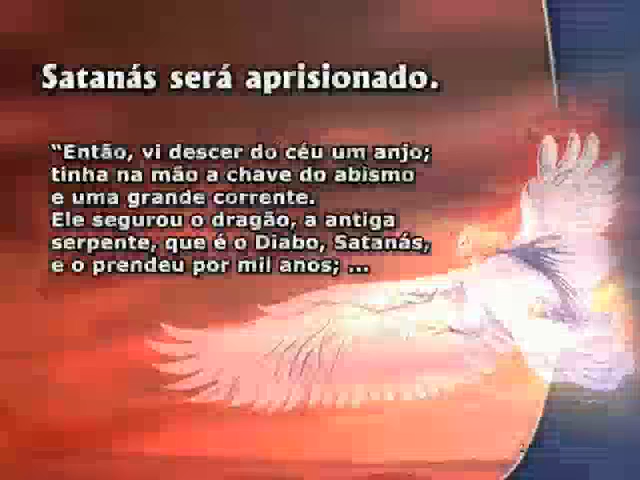 Satanás será aprisionado.
“Então, vi descer do céu um anjo;
tinha na mão a chave do abismo
e uma grande corrente.
Ele segurou o dragão, a antiga
serpente, que é o Diabo, Satanás,
e o prendeu por mil anos; ...